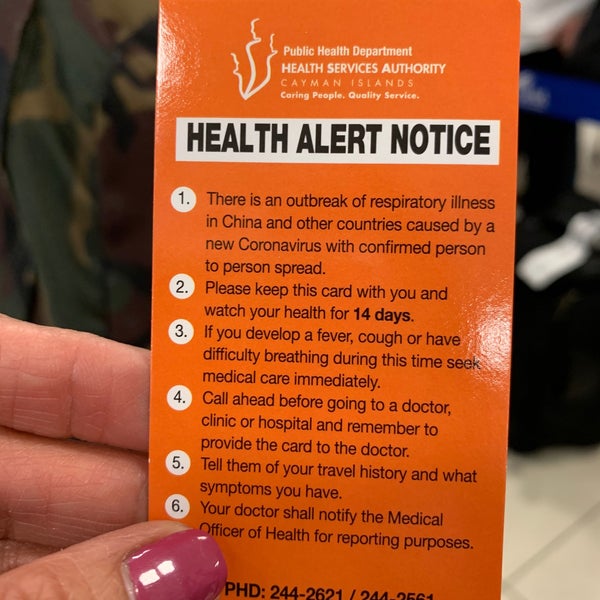 Public Health Department
HEALTH SERVICES AUTHORITY
CAYMAN ISLANDS
Caring People. Quality Service.
HEALTH ALERT NOTICE
1. There is an outbreak of respiratory illness
in China and other countries caused by a
new Coronavirus with confirmed person
to person spread.
2. Please keep this card with you and
watch your health for 14 days.
3. If you develop a fever, cough or have
difficulty breathing during this time seek
medical care immediately.
4. Call ahead before going to a doctor,
clinic or hospital and remember to
provide the card to the doctor.
5. Tell them of your travel history and what
symptoms you have.
6. Your doctor shall notify the Medical
Officer of Health for reporting purposes.
PHD: 244-2621 / 244-2561